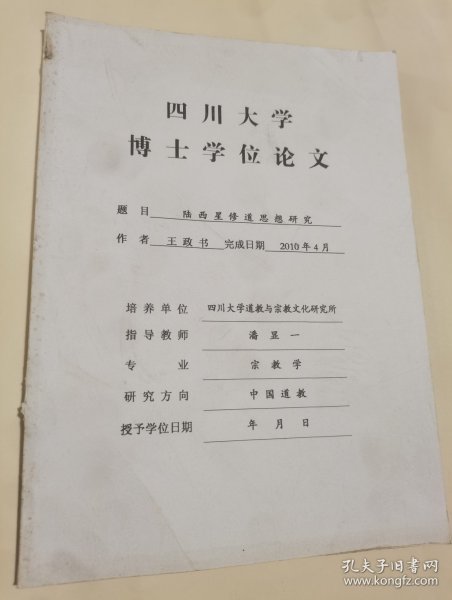 四川大学
博士学位论文
题 目 陆西星修道思想研究
作 者 王政书 完成日期 2010年4月
培养单位 四川大学道教与宗教文化研究所
指导教师 潘显一
专 业 宗教学
研究方向 中国道教
授予学位日期 年 月 日
孔夫子旧书网
www.kongfz.com